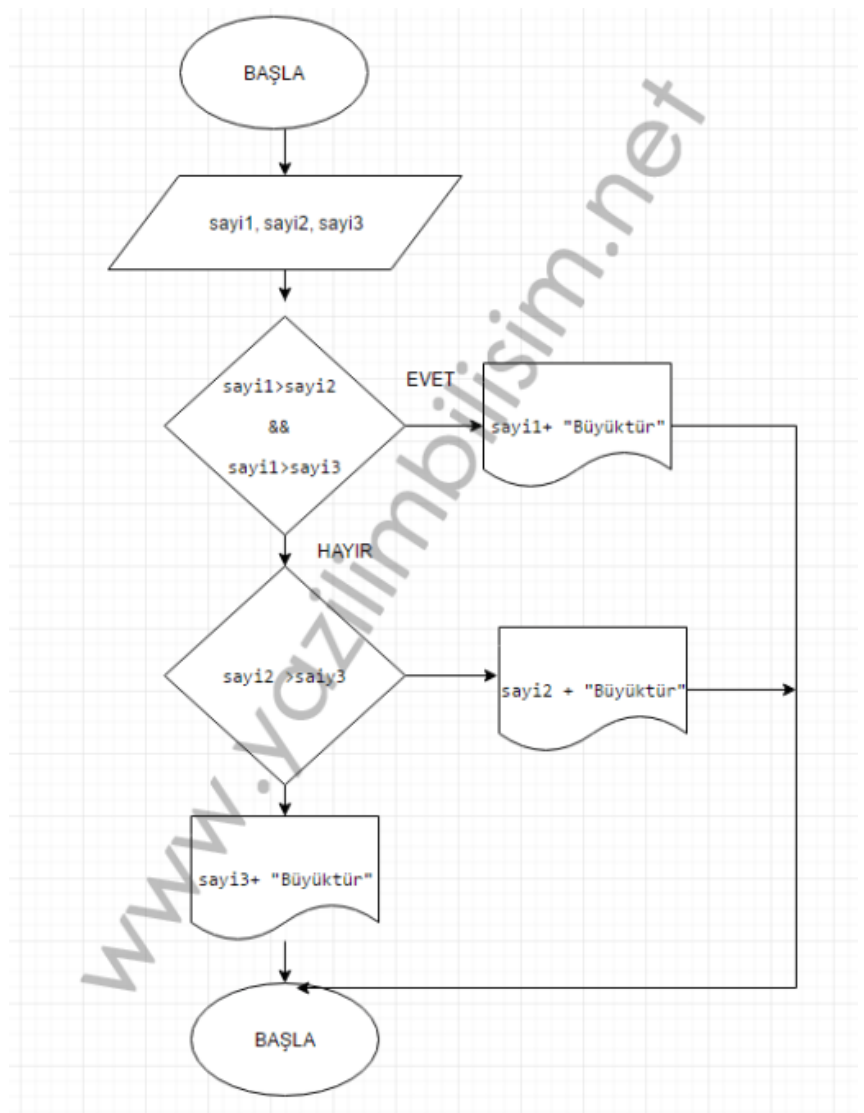 BAŞLA
sayi1, sayi2, sayi3
sayi1>sayi2
&&
sayi1>sayi3
EVET
sayi1+ "Büyüktür"
HAYIR
sayi2 >saiy3
sayi2 + "Büyüktür"
sayi3+ "Büyüktür"
BAŞLA
www.yazilimbilisim.net